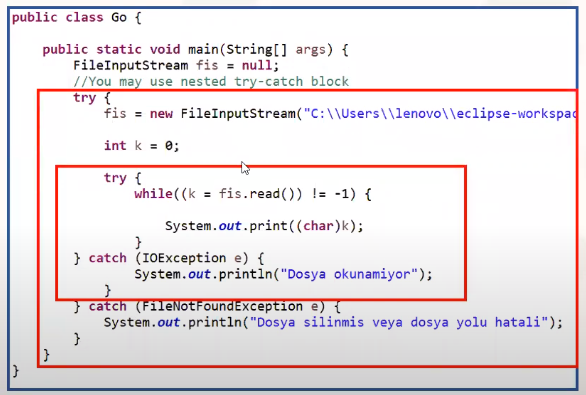 public class Go {
public static void main(String[] args) {
FileInputStream fis = null;
//You may use nested try-catch block
try {
fis = new FileInputStream("C:\\Users\\lenovo\\eclipse-workspac
int k = 0;
try {
while((k = fis.read()) != -1) {
System.out.print((char)k);
}
} catch (IOException e) {
System.out.println("Dosya okunamiyor");
}
} catch (FileNotFoundException e) {
System.out.println("Dosya silinmis veya dosya yolu hatali");
}
}
}